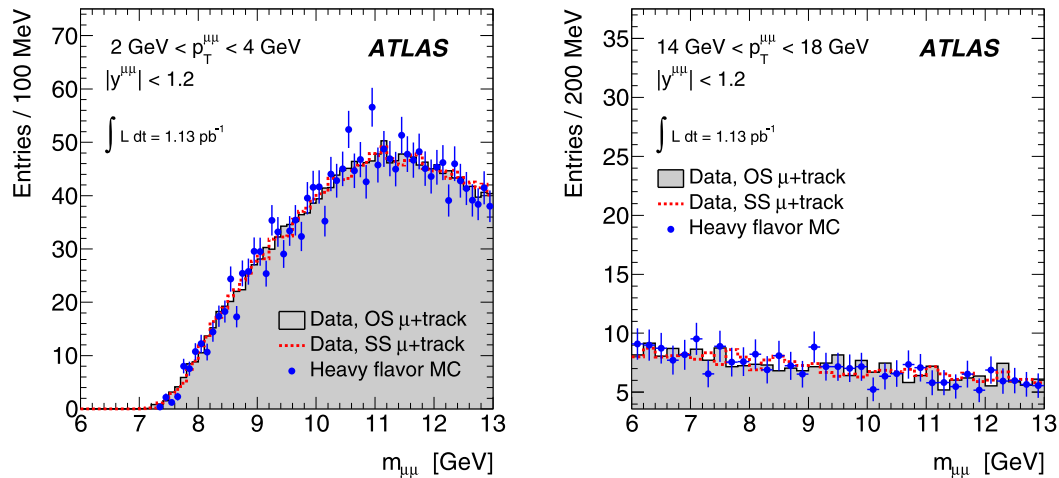 Entries / 100 MeV
70
60
50
40
30
20
10
0
2 GeV < p_T^μμ < 4 GeV
ATLAS
|y^μμ| < 1.2
∫ L dt = 1.13 pb⁻¹
Data, OS μ+track
Data, SS μ+track
Heavy flavor MC
6 7 8 9 10 11 12 13
m_μμ [GeV]
Entries / 200 MeV
35
30
25
20
15
10
5
14 GeV < p_T^μμ < 18 GeV
ATLAS
|y^μμ| < 1.2
∫ L dt = 1.13 pb⁻¹
Data, OS μ+track
Data, SS μ+track
Heavy flavor MC
6 7 8 9 10 11 12 13
m_μμ [GeV]